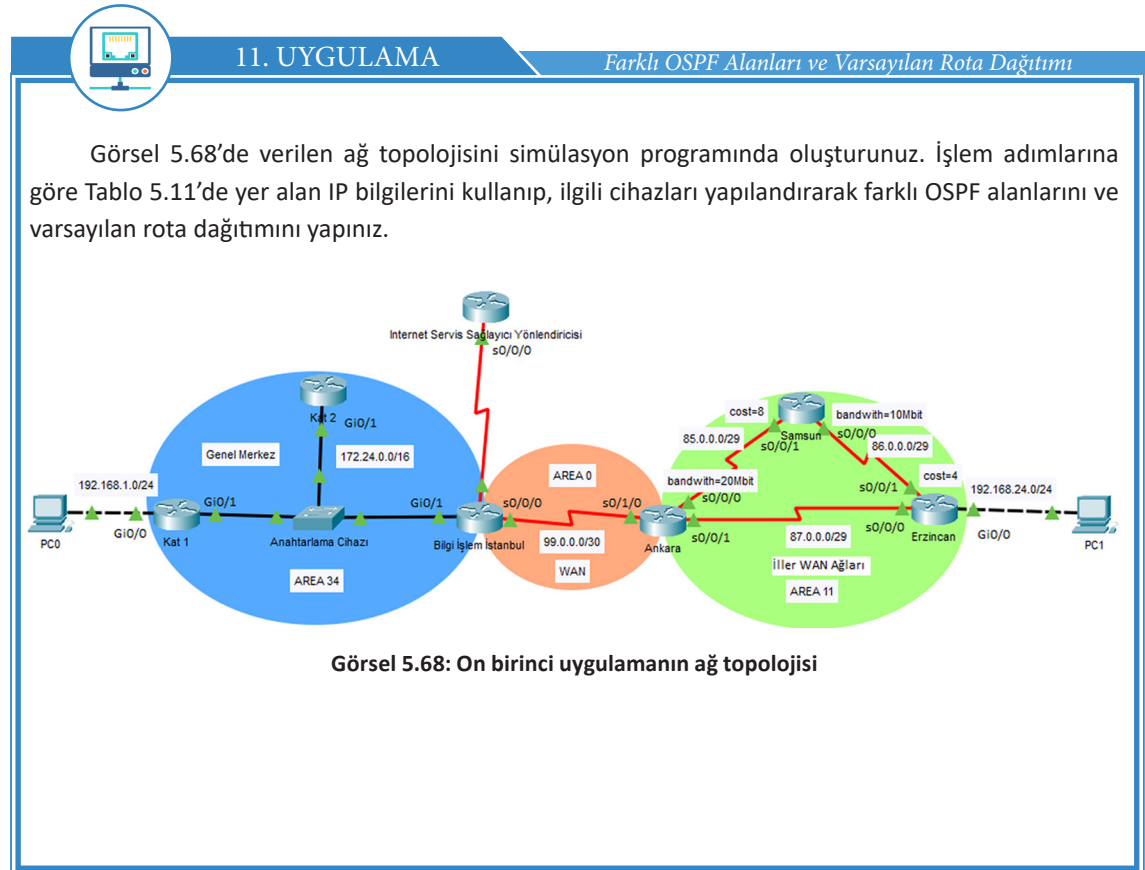 11. UYGULAMA
Farklı OSPF Alanları ve Varsayılan Rota Dağıtımı
Görsel 5.68’de verilen ağ topolojisini simülasyon programında oluşturunuz. İşlem adımlarına
göre Tablo 5.11’de yer alan IP bilgilerini kullanıp, ilgili cihazları yapılandırarak farklı OSPF alanlarını ve
varsayılan rota dağıtımını yapınız.
Internet Servis Sağlayıcı Yönlendiricisi
s0/0/0
Kat 2
Gi0/1
Genel Merkez
172.24.0.0/16
192.168.1.0/24
Gi0/1
Gi0/0
PC0
Kat 1
Anahtarlama Cihazı
AREA 34
Gi0/1
Bilgi İşlem İstanbul
s0/0/0
AREA 0
s0/1/0
99.0.0.0/30
WAN
Ankara
cost=8
Samsun
bandwith=10Mbit
s0/0/0
85.0.0.0/29
s0/0/1
86.0.0.0/29
bandwith=20Mbit
s0/0/0
cost=4
s0/0/1
192.168.24.0/24
s0/0/1
87.0.0.0/29
s0/0/0
Erzincan
Gi0/0
PC1
İller WAN Ağları
AREA 11
Görsel 5.68: On birinci uygulamanın ağ topolojisi